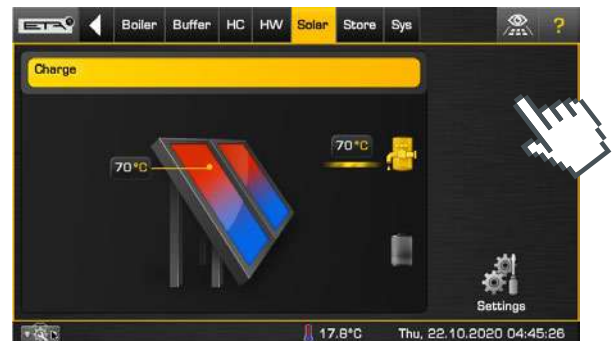 ETA Boiler Buffer HC HW Solar Store Sys ?
Charge
70°C
70°C
Settings
17.8°C Thu, 22.10.2020 04:45:26